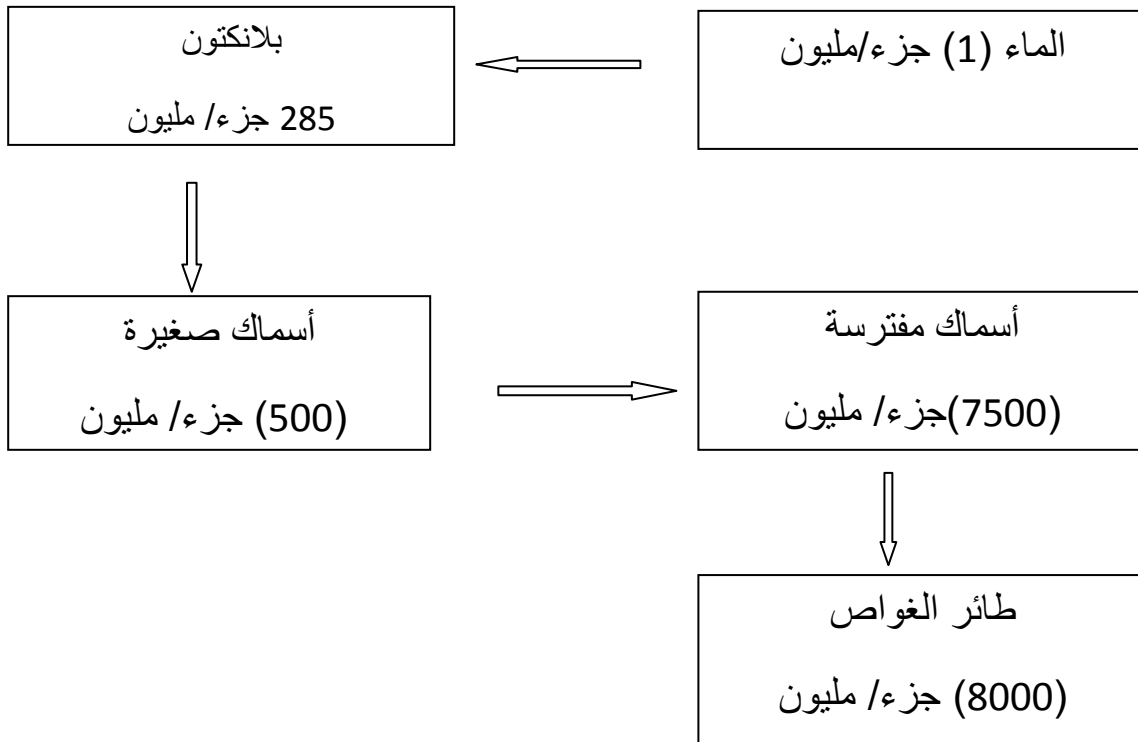 الماء (1) جزء/مليون
بلانكتون
285 جزء/ مليون
أسماك صغيرة
(500) جزء/ مليون
أسماك مفترسة
(7500)جزء/ مليون
طائر الغواص
(8000) جزء/ مليون